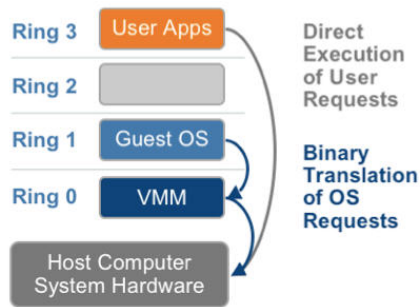 Ring 3
User Apps
Direct
Execution
of User
Requests
Ring 2
Ring 1
Guest OS
Binary
Translation
of OS
Requests
Ring 0
VMM
Host Computer
System Hardware